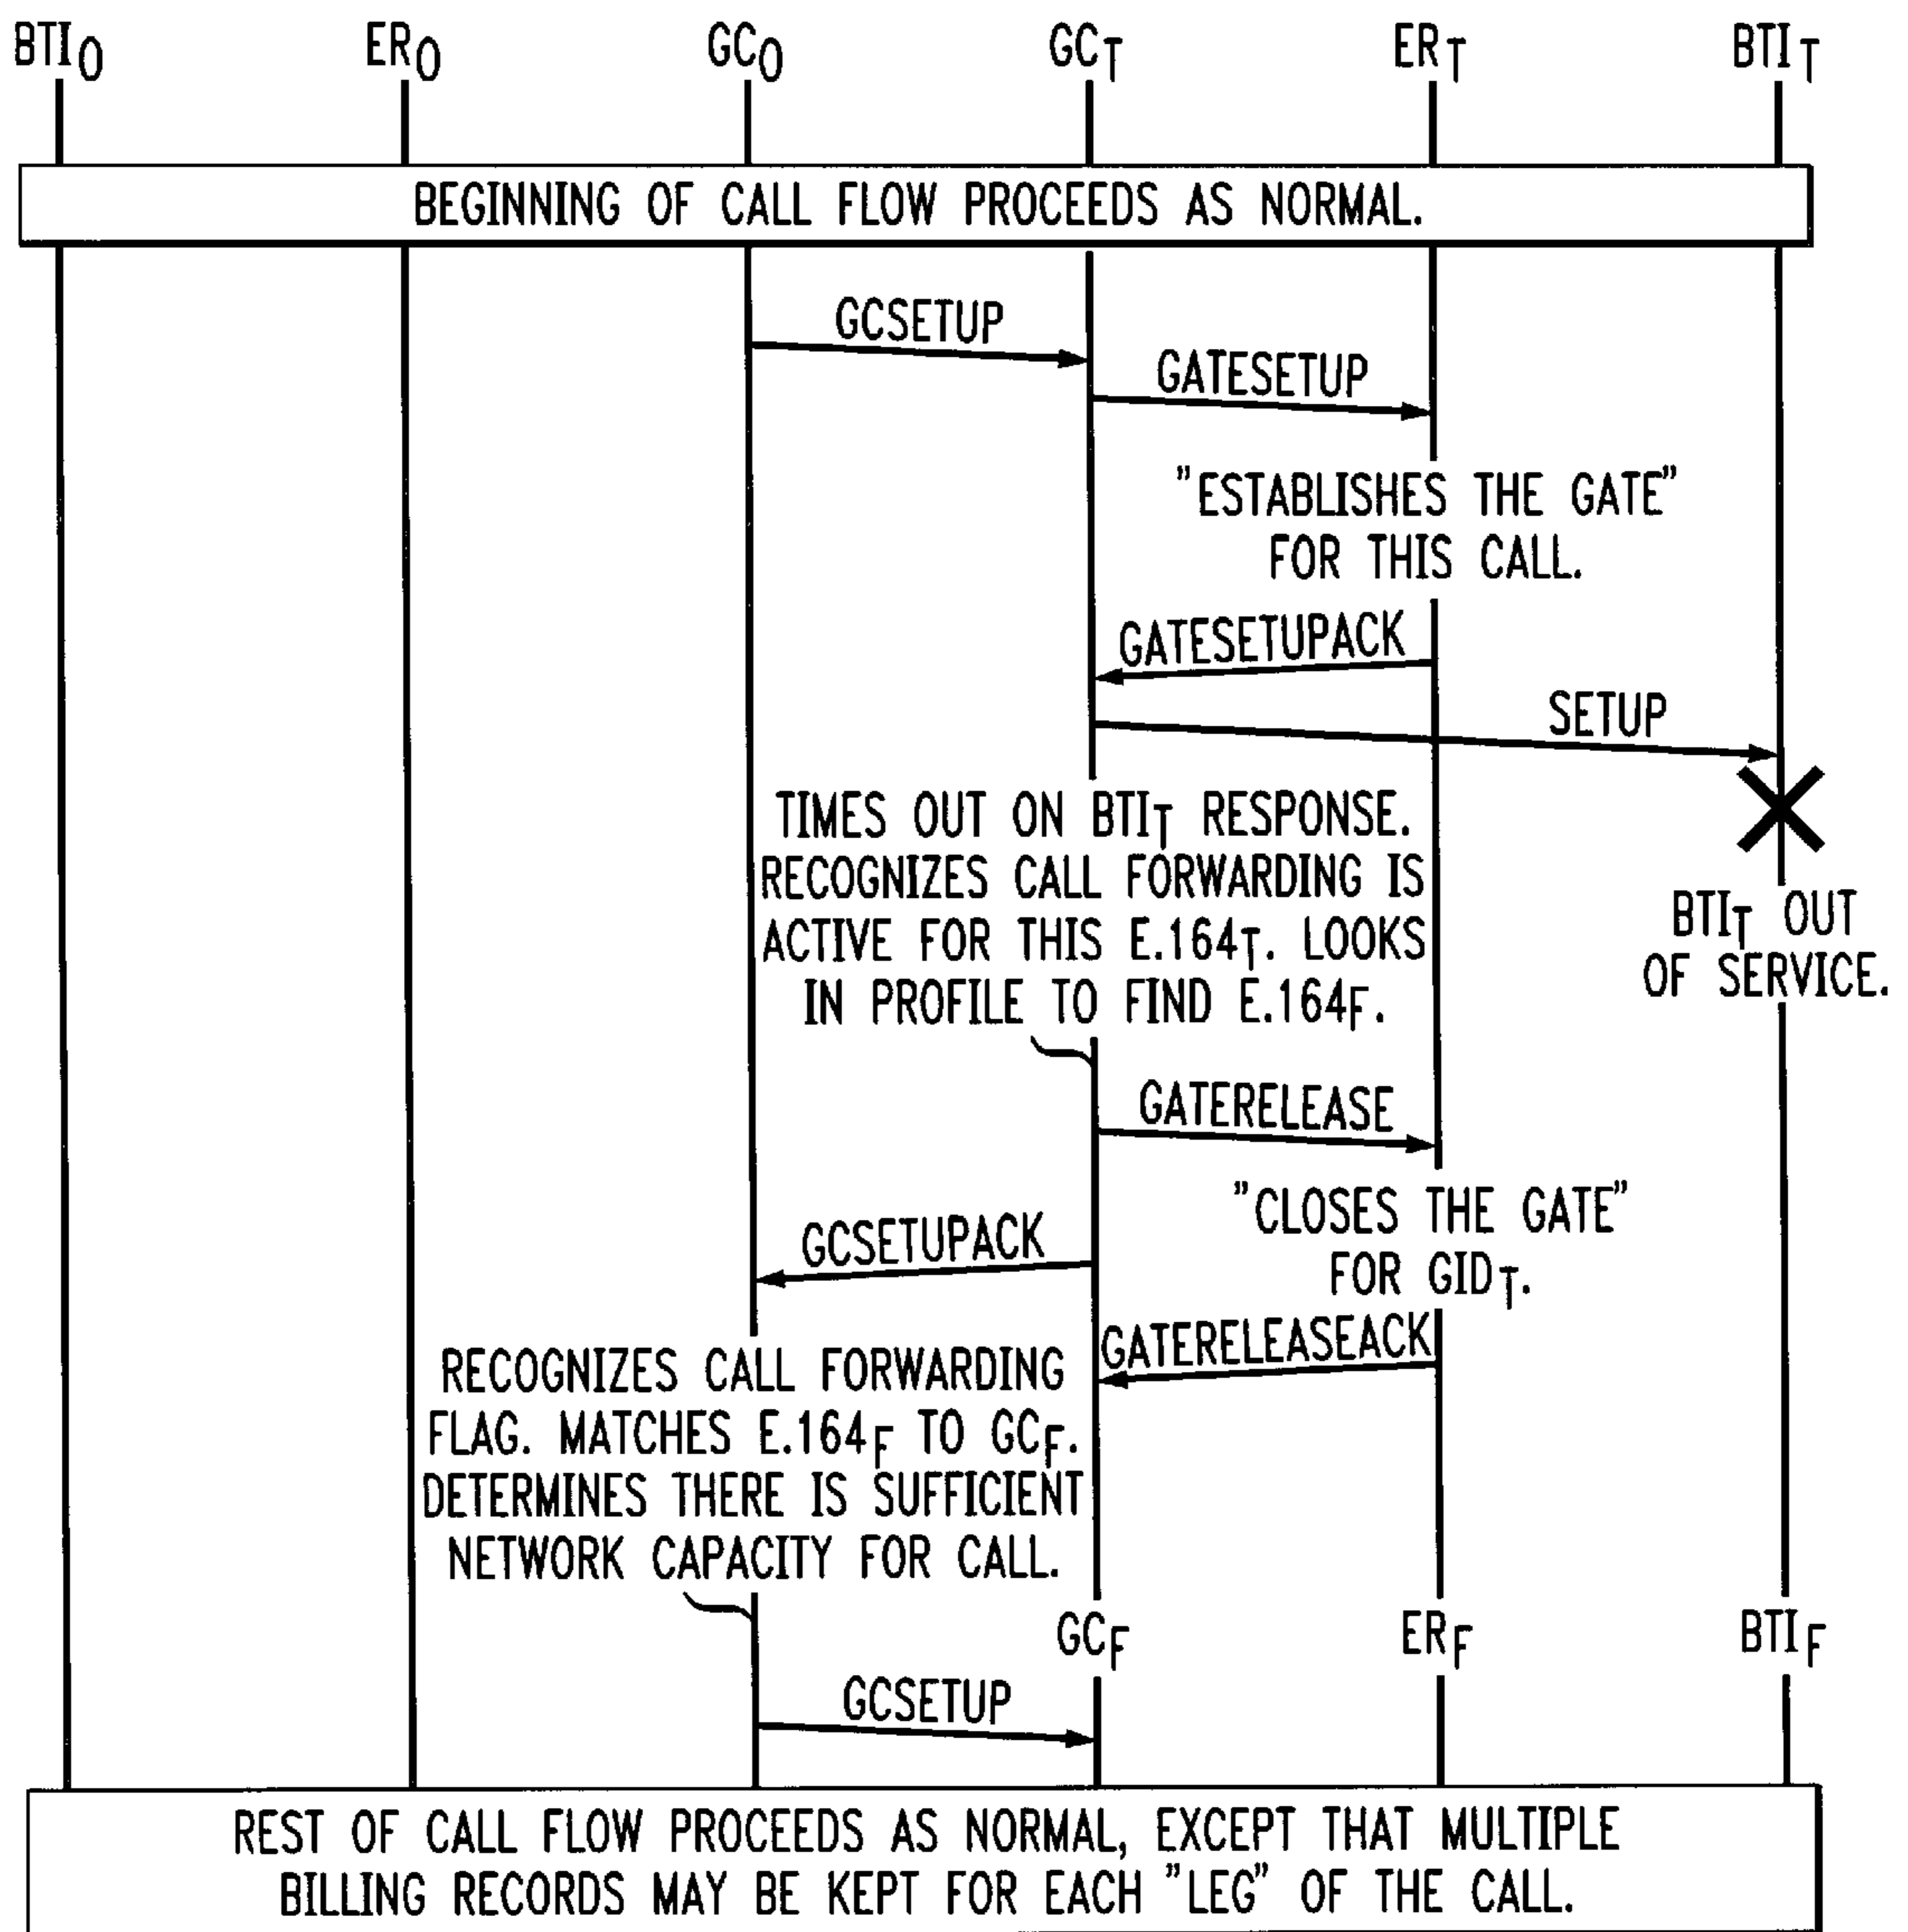 BTIO ERO GCO GCT ERT BTIT
BEGINNING OF CALL FLOW PROCEEDS AS NORMAL.
GCSETUP
GATESETUP
"ESTABLISHES THE GATE"
FOR THIS CALL.
GATESETUPACK
SETUP
TIMES OUT ON BTIT RESPONSE.
RECOGNIZES CALL FORWARDING IS
ACTIVE FOR THIS E.164T. LOOKS
IN PROFILE TO FIND E.164F.
BTIT OUT
OF SERVICE.
GATERELEASE
"CLOSES THE GATE"
FOR GIDT.
GCSETUPACK
GATERELEASEACK
RECOGNIZES CALL FORWARDING
FLAG. MATCHES E.164F TO GCF.
DETERMINES THERE IS SUFFICIENT
NETWORK CAPACITY FOR CALL.
GCF ERF BTIF
GCSETUP
REST OF CALL FLOW PROCEEDS AS NORMAL, EXCEPT THAT MULTIPLE
BILLING RECORDS MAY BE KEPT FOR EACH "LEG" OF THE CALL.